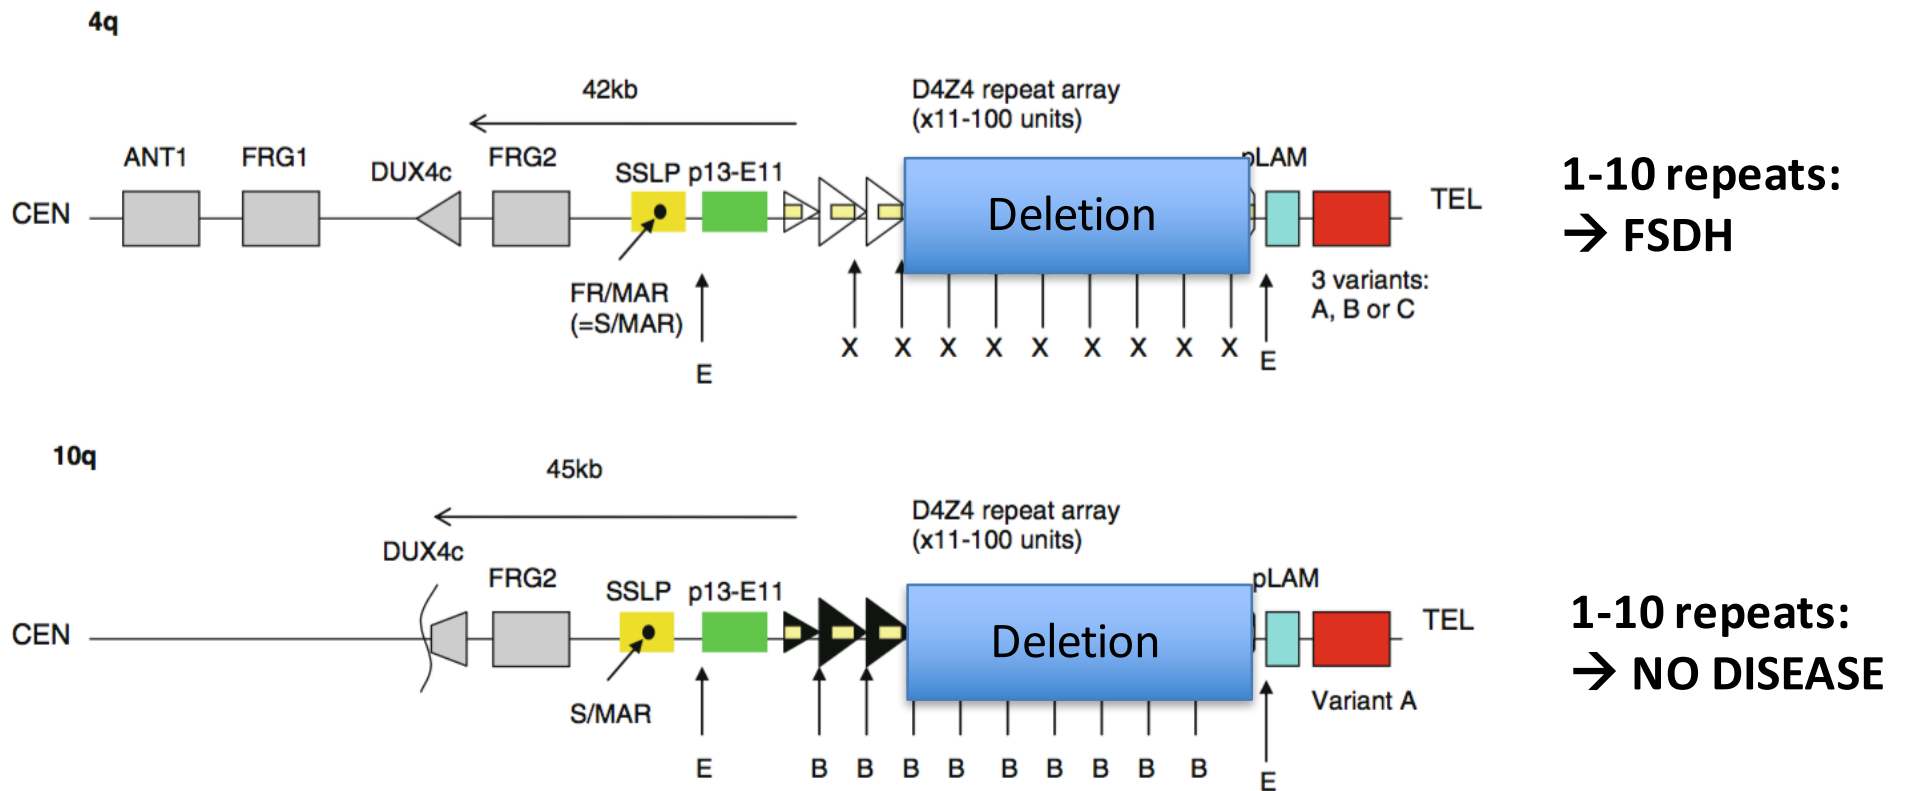 4q
42kb
D4Z4 repeat array
(x11-100 units)
ANT1 FRG1 DUX4c FRG2 SSLP p13-E11 pLAM
CEN TEL
Deletion
1-10 repeats:
→ FSDH
FR/MAR
(=S/MAR)
3 variants:
A, B or C
E X X X X X X X X X E
10q
45kb
D4Z4 repeat array
(x11-100 units)
DUX4c FRG2 SSLP p13-E11 pLAM
CEN TEL
Deletion
1-10 repeats:
→ NO DISEASE
S/MAR
Variant A
E B B B B B B B B B E